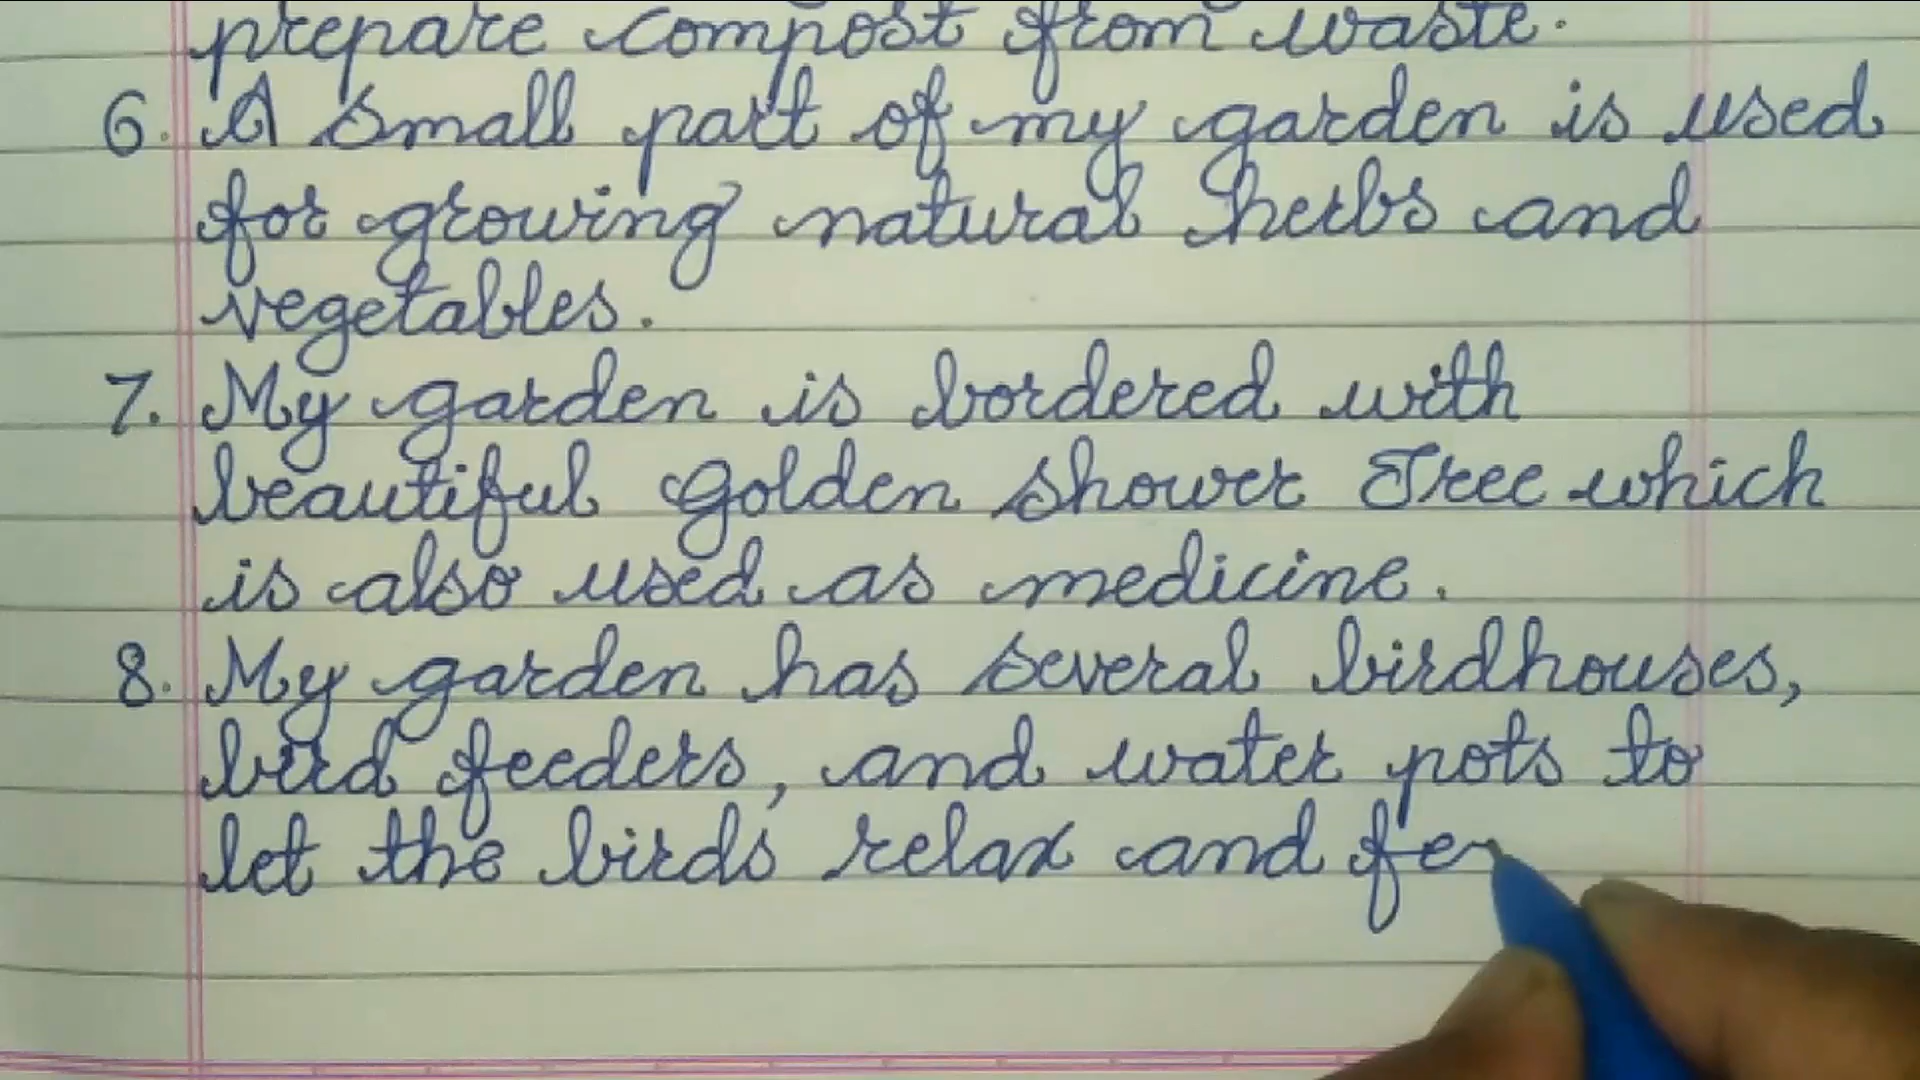 prepare compost from waste.
6. A small part of my garden is used
for growing natural herbs and
vegetables.
7. My garden is bordered with
beautiful golden shower Tree which
is also used as medicine.
8. My garden has several birdhouses,
bird feeders, and water pots to
let the birds relax and fe